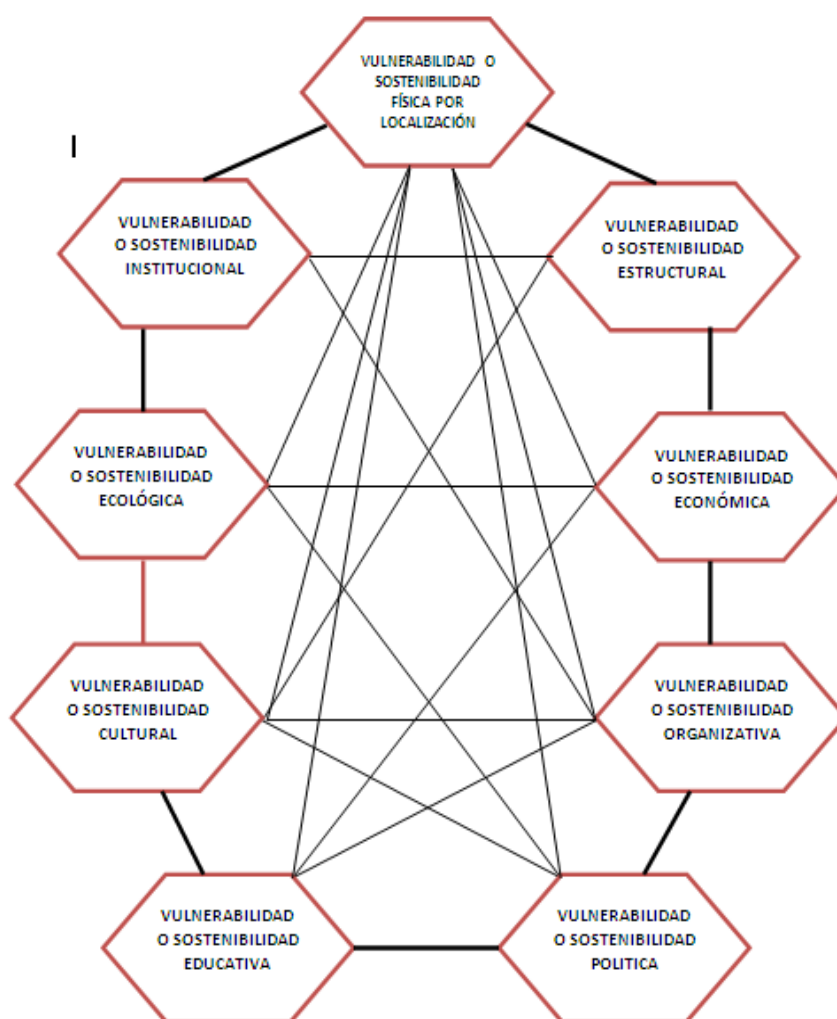 VULNERABILIDAD O
SOSTENIBILIDAD
FÍSICA POR
LOCALIZACIÓN
I
VULNERABILIDAD
O SOSTENIBILIDAD
INSTITUCIONAL
VULNERABILIDAD
O SOSTENIBILIDAD
ESTRUCTURAL
VULNERABILIDAD
O SOSTENIBILIDAD
ECOLÓGICA
VULNERABILIDAD
O SOSTENIBILIDAD
ECONÓMICA
VULNERABILIDAD
O SOSTENIBILIDAD
CULTURAL
VULNERABILIDAD
O SOSTENIBILIDAD
ORGANIZATIVA
VULNERABILIDAD
O SOSTENIBILIDAD
EDUCATIVA
VULNERABILIDAD
O SOSTENIBILIDAD
POLITICA